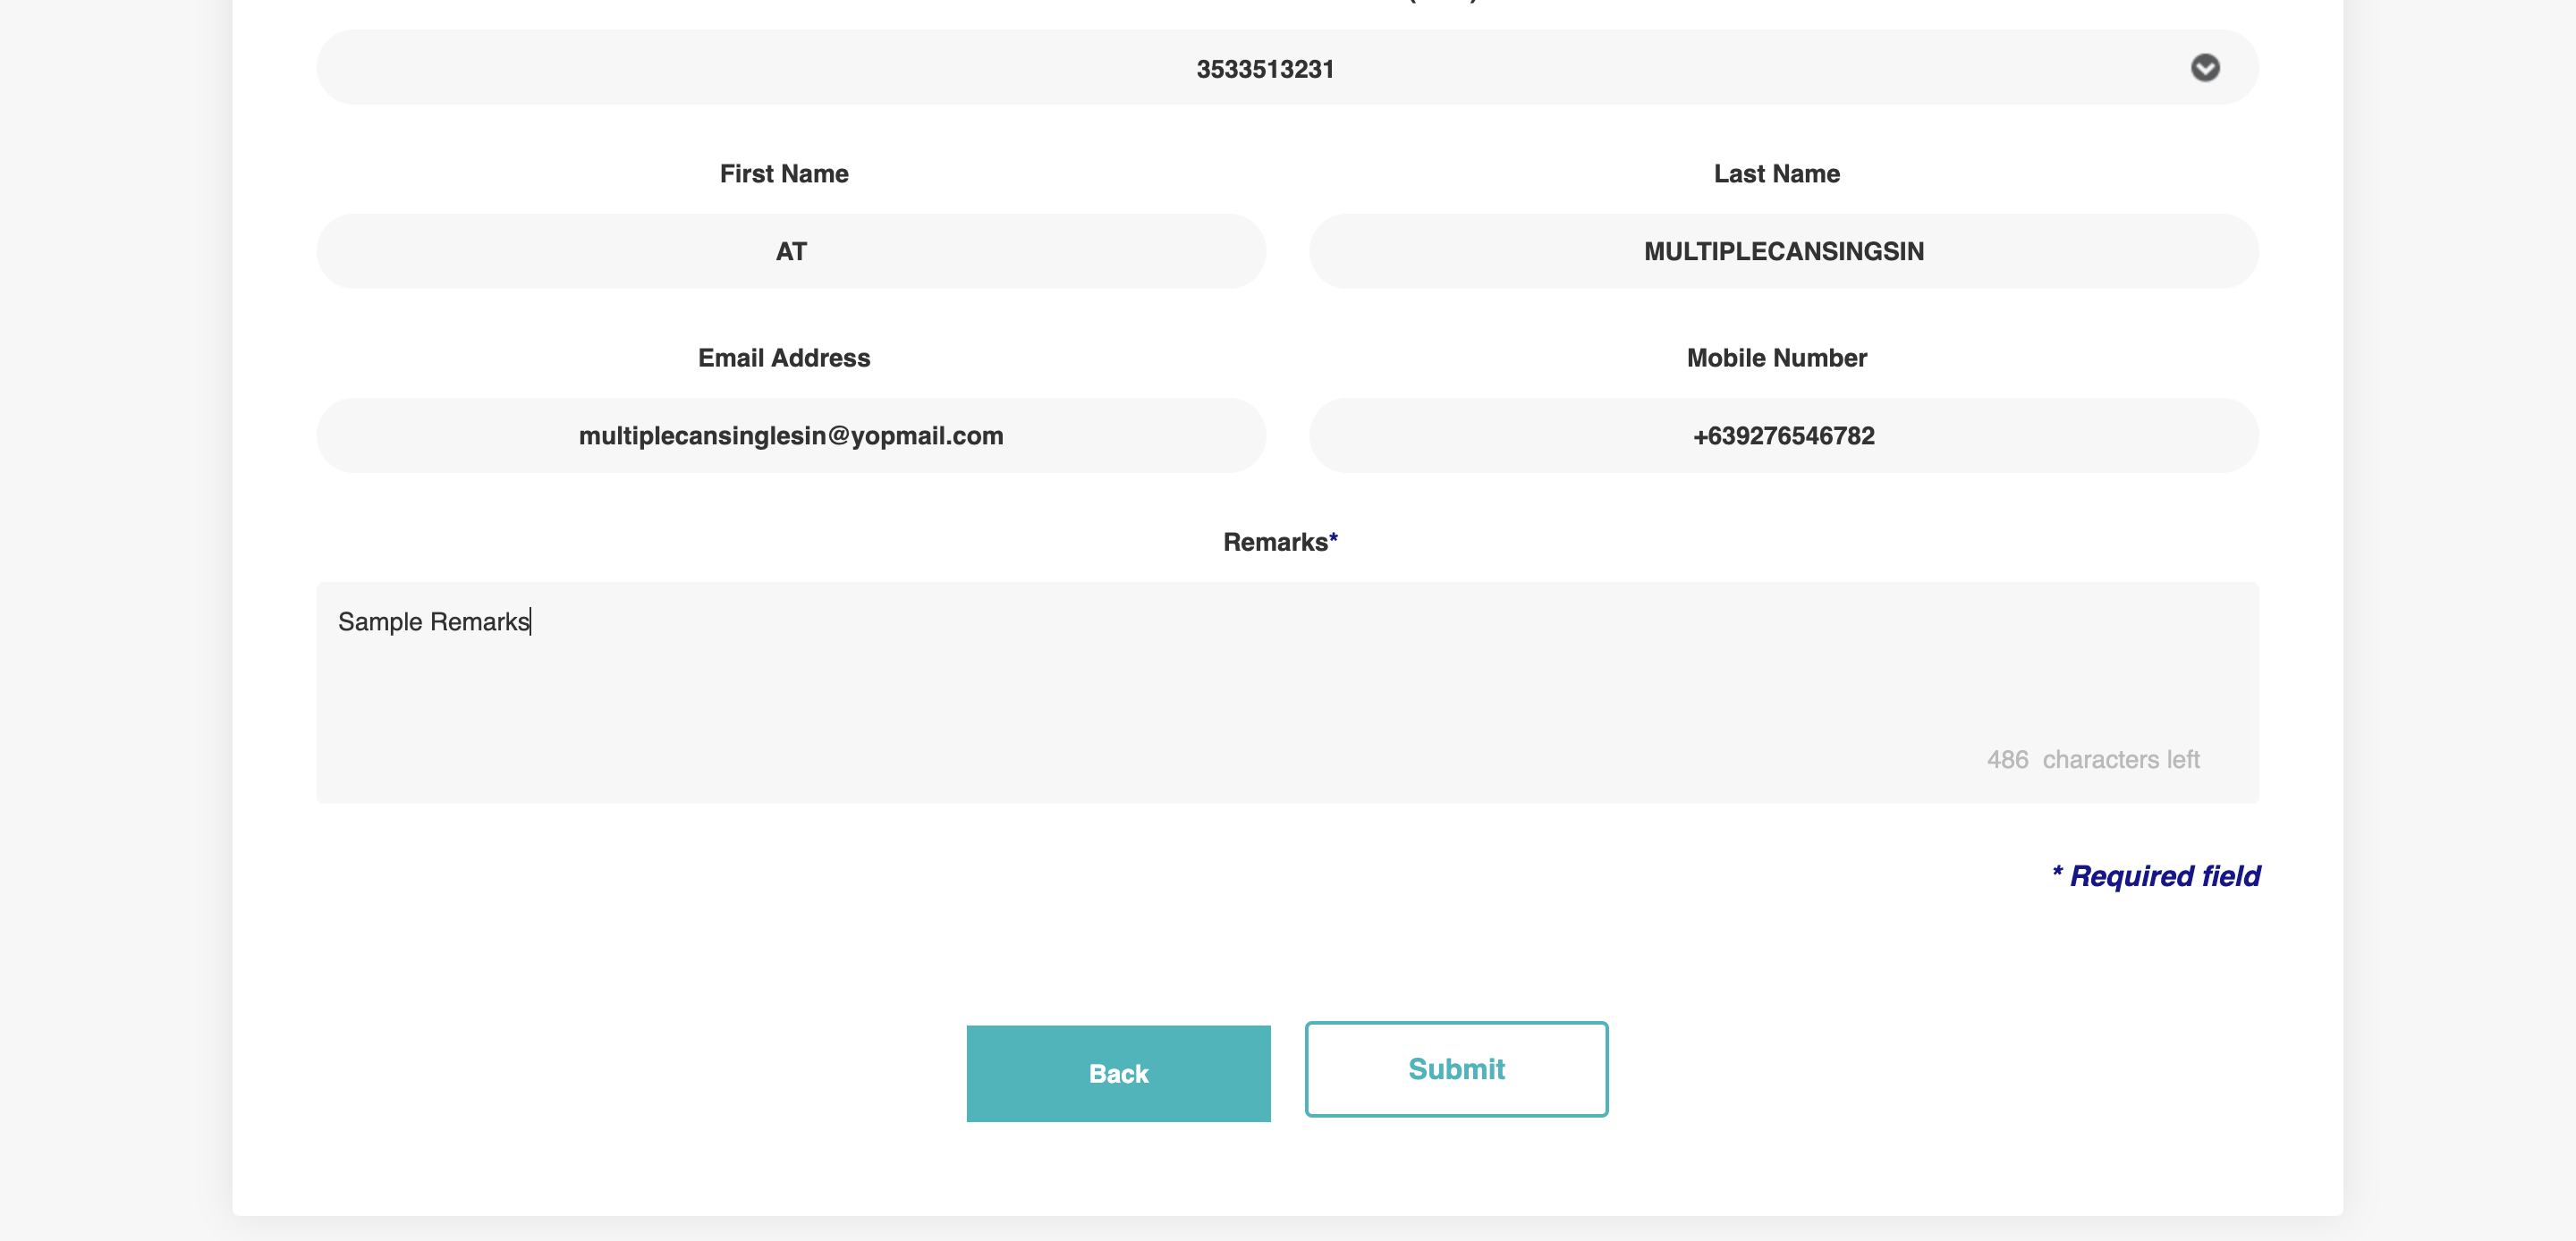 3533513231
First Name
Last Name
AT
MULTIPLECANSINGSIN
Email Address
Mobile Number
multiplecansinglesin@yopmail.com
+639276546782
Remarks*
Sample Remarks
486 characters left
* Required field
Back
Submit